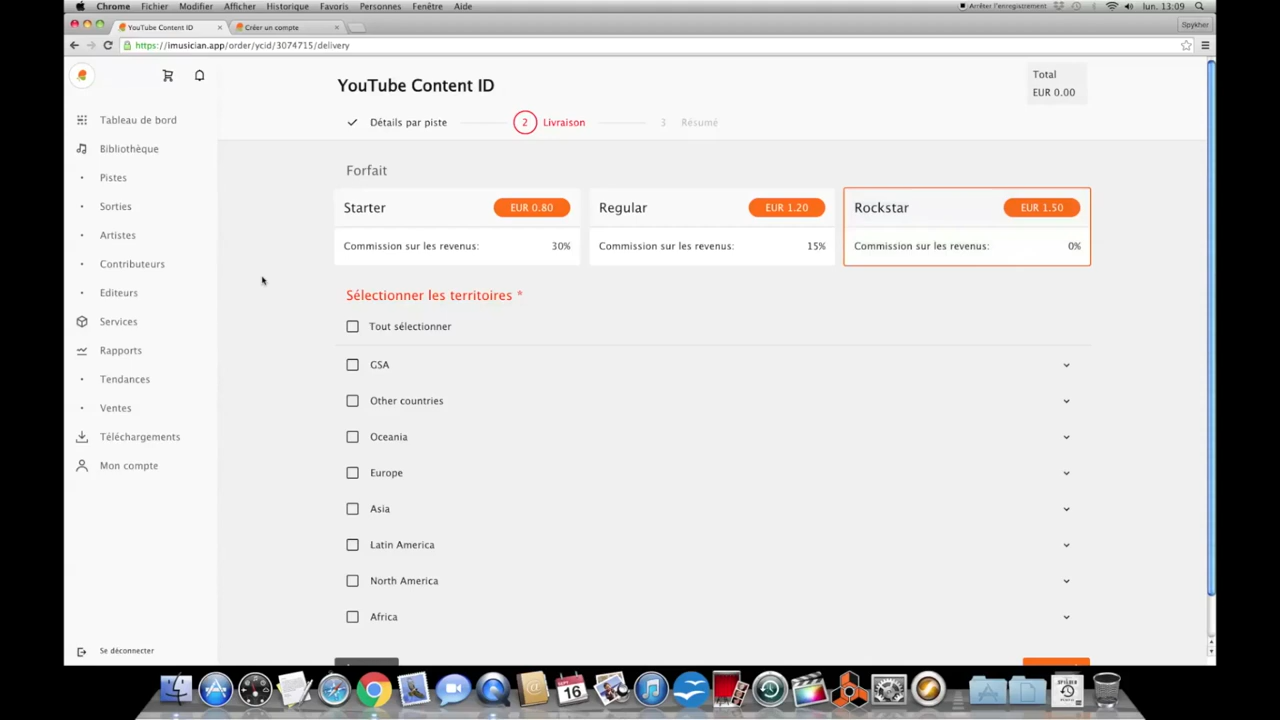 Chrome Fichier Modifier Afficher Historique Favoris Personnes Fenêtre Aide Arrêter l'enregistrement lun. 13:09
YouTube Content ID Créer un compte Spykher
https://imusician.app/order/ycid/3074715/delivery
YouTube Content ID
Total
EUR 0.00
Détails par piste 2 Livraison 3 Résumé
Tableau de bord
Bibliothèque
Pistes
Sorties
Artistes
Contributeurs
Editeurs
Services
Rapports
Tendances
Ventes
Téléchargements
Mon compte
Se déconnecter
Forfait
Starter EUR 0.80
Commission sur les revenus: 30%
Regular EUR 1.20
Commission sur les revenus: 15%
Rockstar EUR 1.50
Commission sur les revenus: 0%
Sélectionner les territoires *
Tout sélectionner
GSA
Other countries
Oceania
Europe
Asia
Latin America
North America
Africa
16